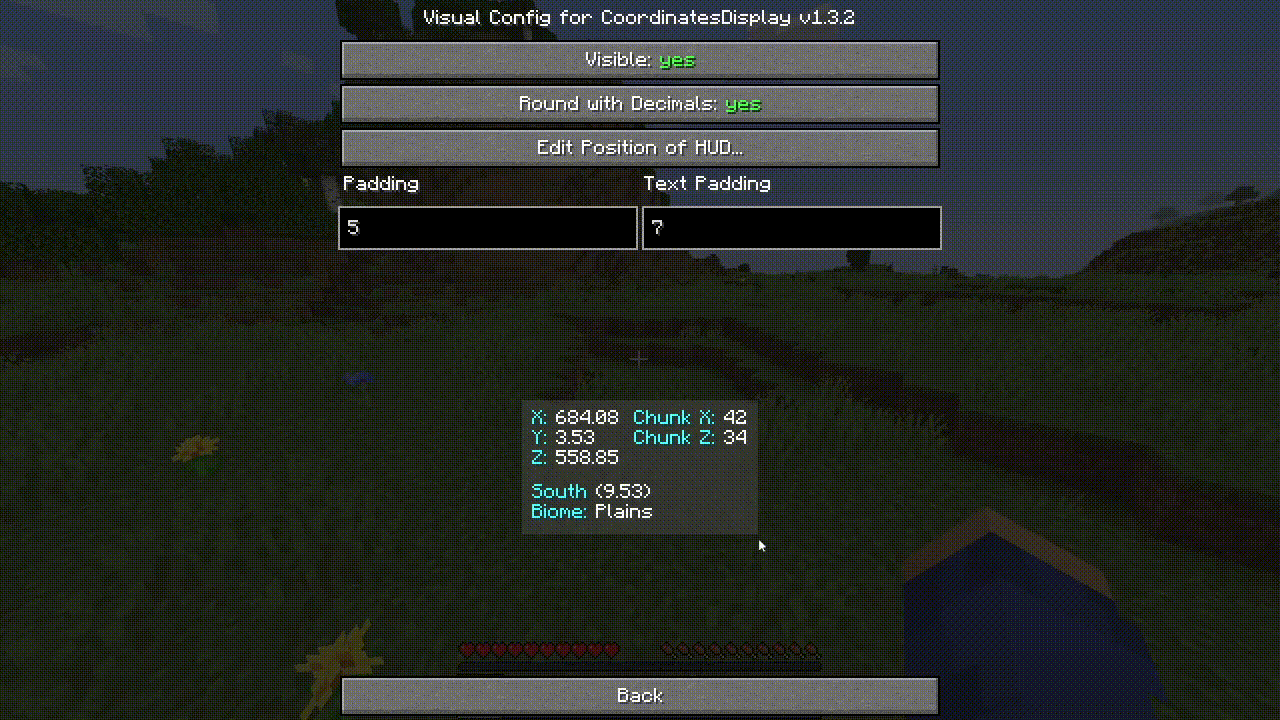 Visual Config for CoordinatesDisplay v1.3.2
Visible: yes
Round with Decimals: yes
Edit Position of HUD...
Padding Text Padding
5 7
X: 684.08 Chunk X: 42
Y: 3.53 Chunk Z: 34
Z: 558.85
South (9.53)
Biome: Plains
Back